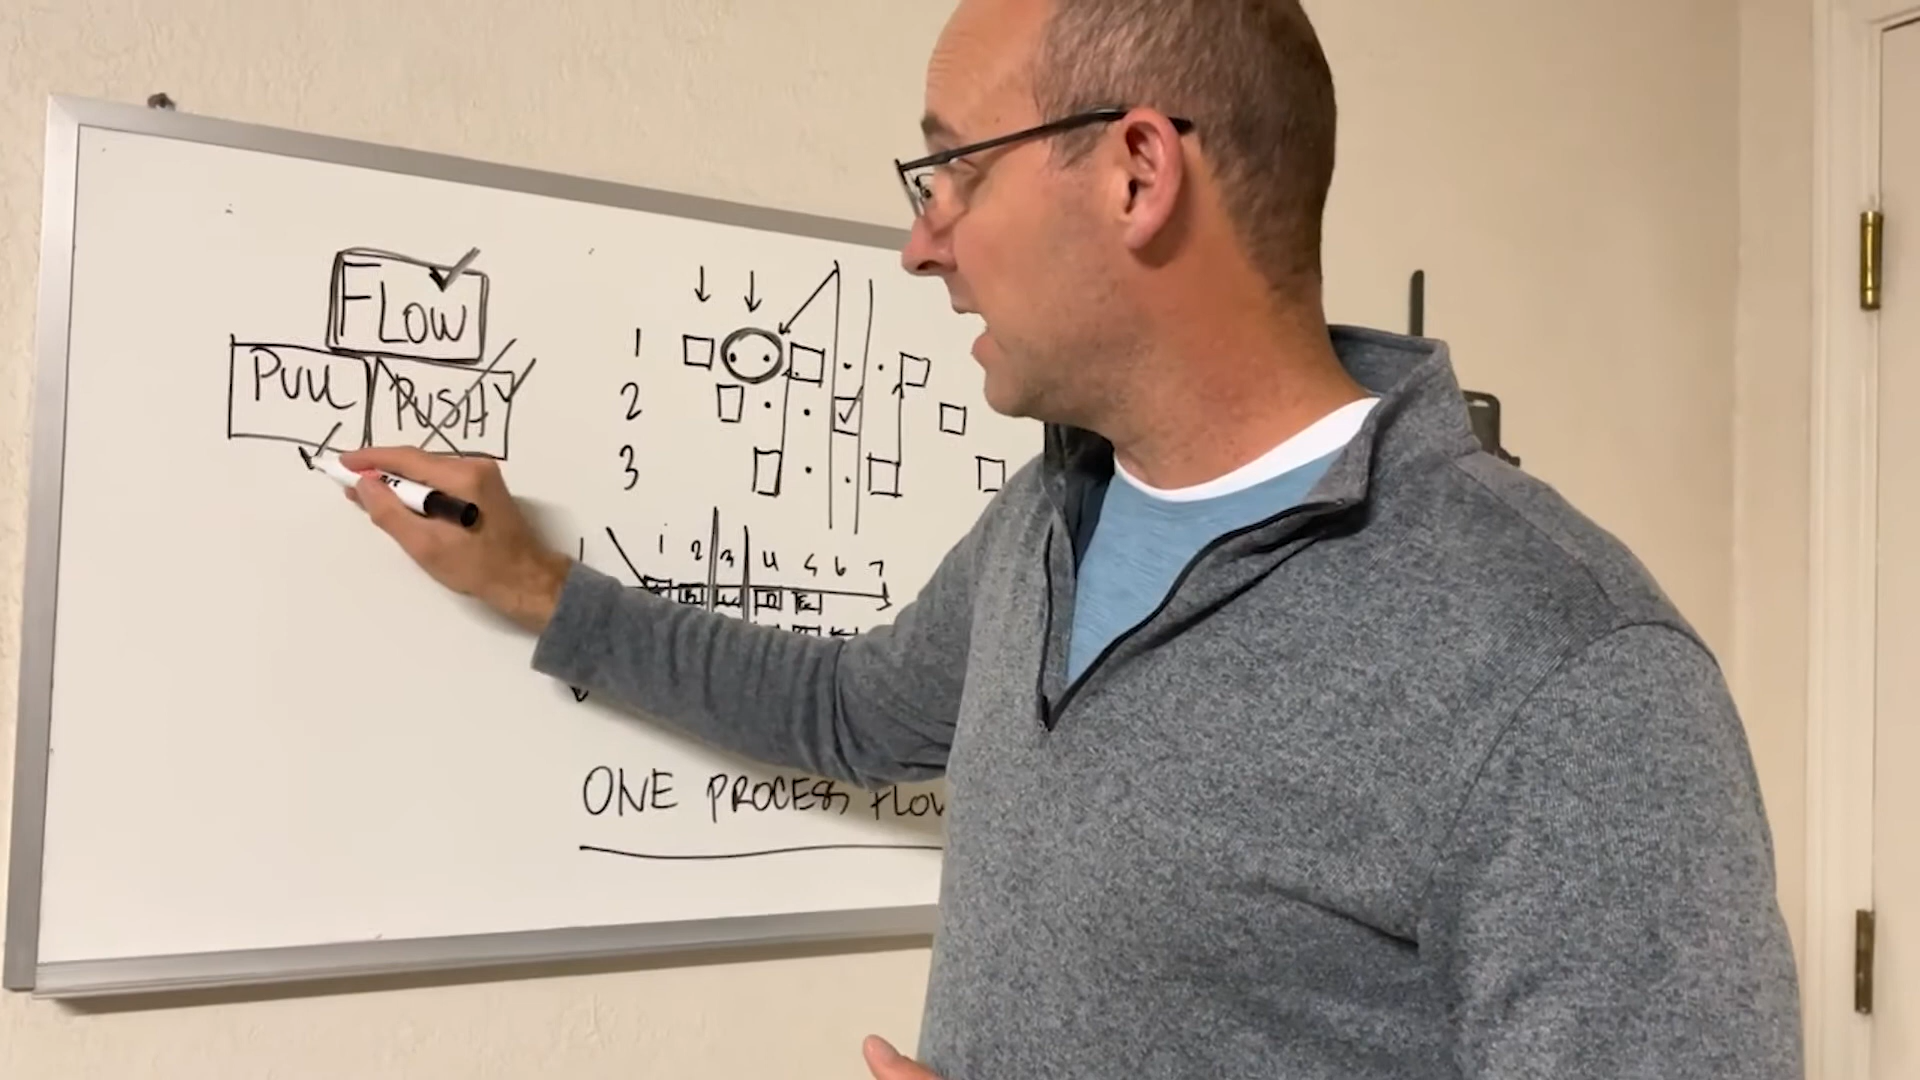 FLOW
PULL PUSH
1
2
3
1 2 3 4 5 6 7
ONE PROCESS FLOW